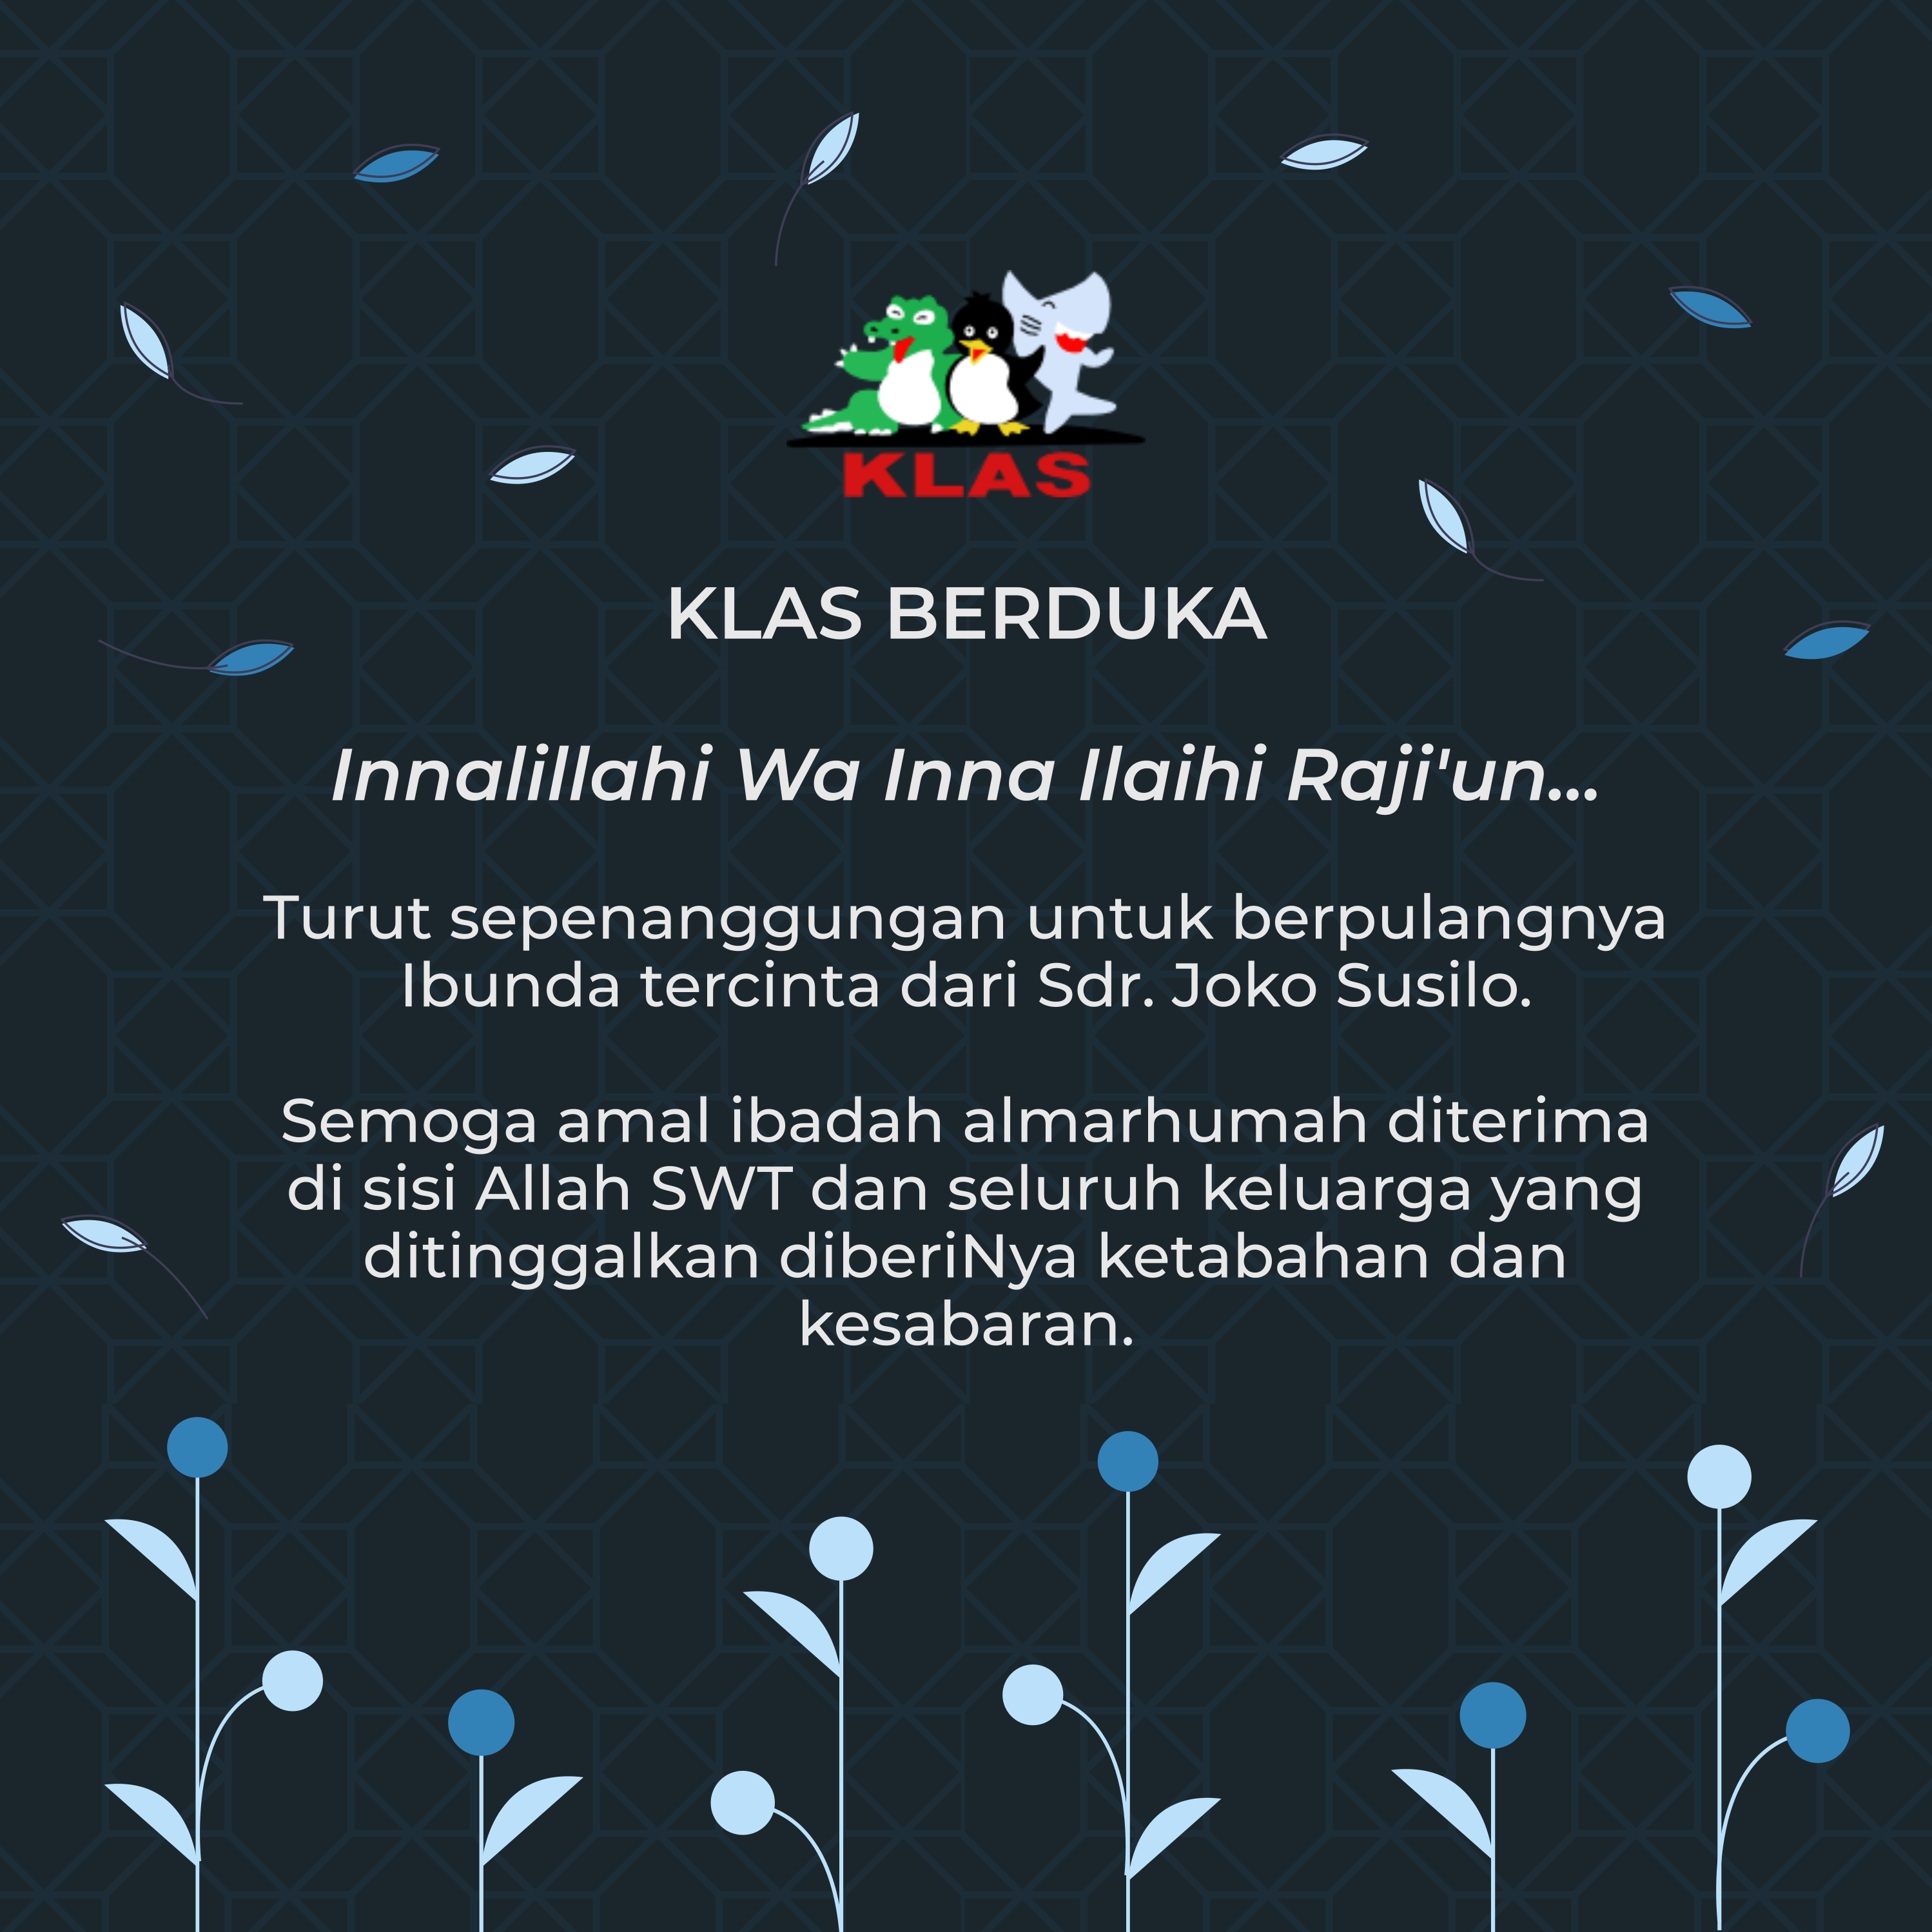 KLAS
KLAS BERDUKA
Innalillahi Wa Inna Ilaihi Raji'un...
Turut sepenanggungan untuk berpulangnya
Ibunda tercinta dari Sdr. Joko Susilo.
Semoga amal ibadah almarhumah diterima
di sisi Allah SWT dan seluruh keluarga yang
ditinggalkan diberiNya ketabahan dan
kesabaran.